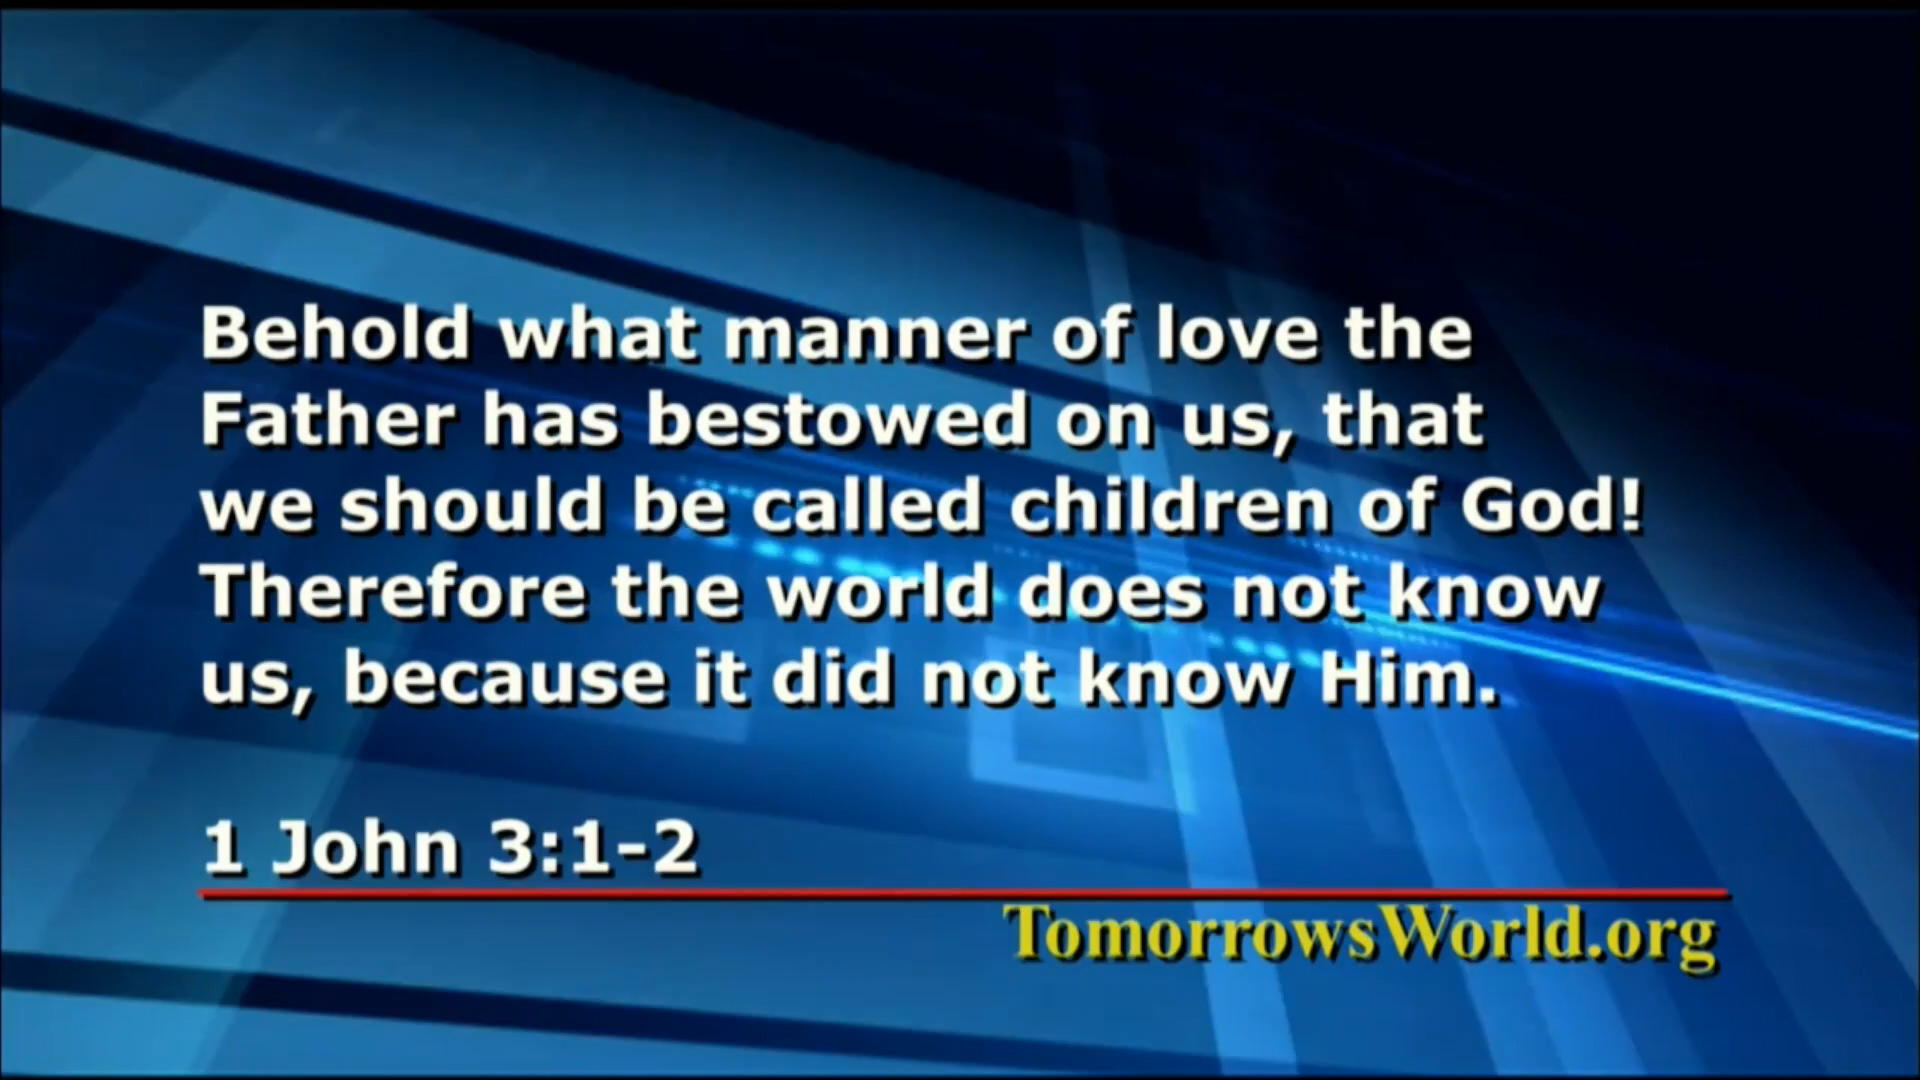 Behold what manner of love the
Father has bestowed on us, that
we should be called children of God!
Therefore the world does not know
us, because it did not know Him.
1 John 3:1-2
TomorrowsWorld.org